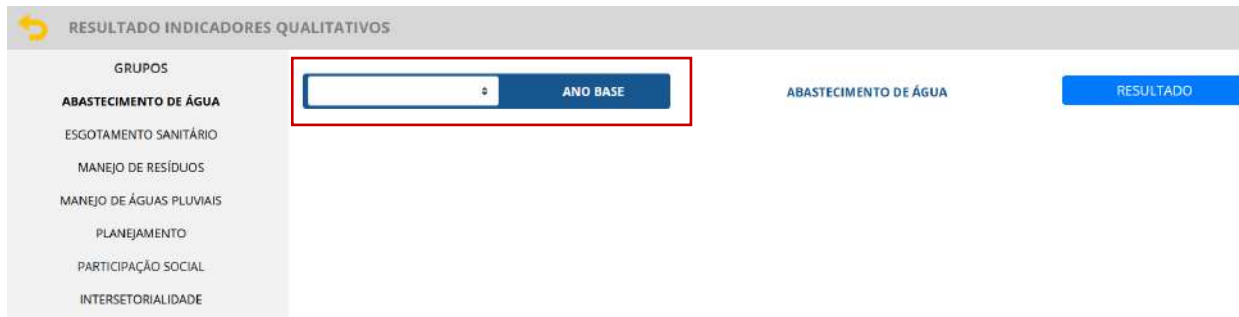 RESULTADO INDICADORES QUALITATIVOS
GRUPOS
ABASTECIMENTO DE ÁGUA
ESGOTAMENTO SANITÁRIO
MANEJO DE RESÍDUOS
MANEJO DE ÁGUAS PLUVIAIS
PLANEJAMENTO
PARTICIPAÇÃO SOCIAL
INTERSETORIALIDADE
ANO BASE
ABASTECIMENTO DE ÁGUA
RESULTADO